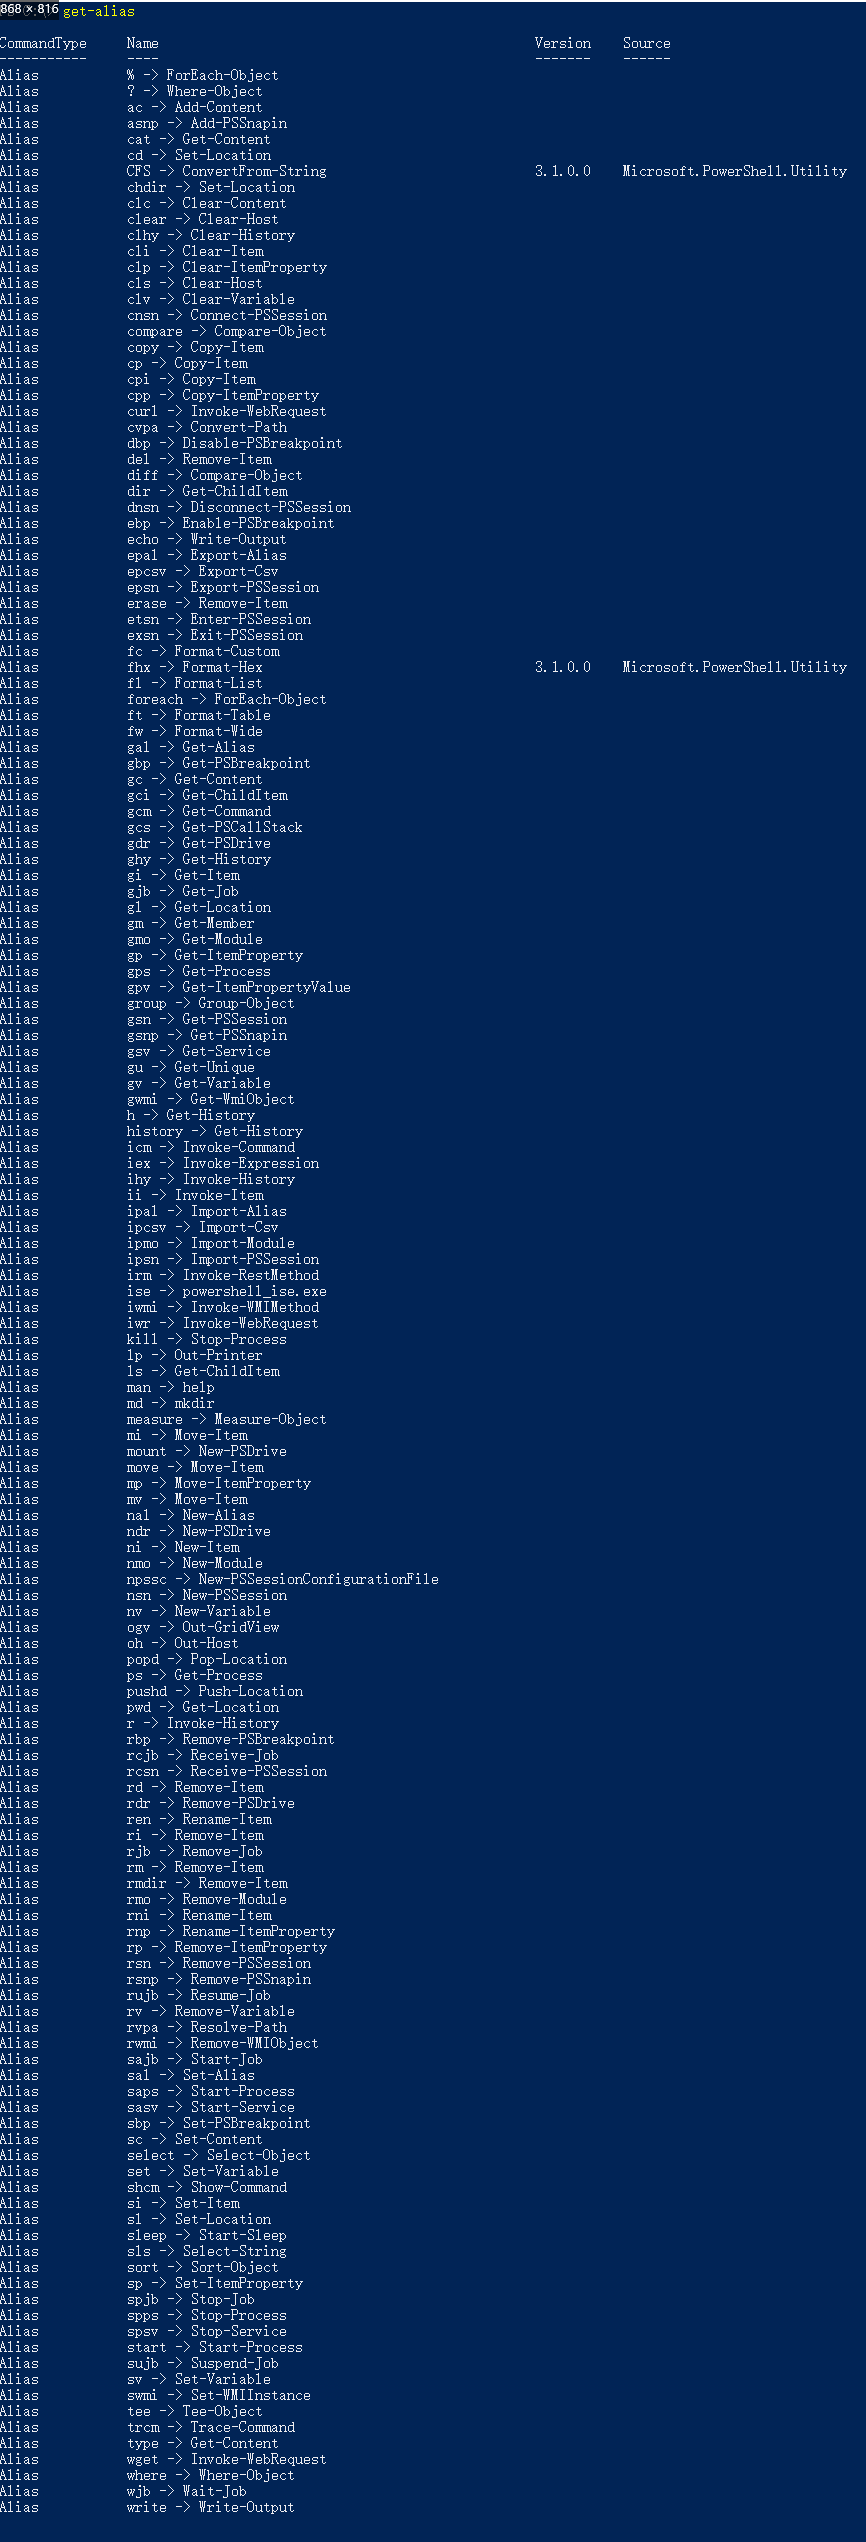 868 × 816
get-alias
CommandType     Name                                               Version    Source
-----------     ----                                               -------    ------
Alias           % -> ForEach-Object
Alias           ? -> Where-Object
Alias           ac -> Add-Content
Alias           asnp -> Add-PSSnapin
Alias           cat -> Get-Content
Alias           cd -> Set-Location
Alias           CFS -> ConvertFrom-String                          3.1.0.0    Microsoft.PowerShell.Utility
Alias           chdir -> Set-Location
Alias           clc -> Clear-Content
Alias           clear -> Clear-Host
Alias           clhy -> Clear-History
Alias           cli -> Clear-Item
Alias           clp -> Clear-ItemProperty
Alias           cls -> Clear-Host
Alias           clv -> Clear-Variable
Alias           cnsn -> Connect-PSSession
Alias           compare -> Compare-Object
Alias           copy -> Copy-Item
Alias           cp -> Copy-Item
Alias           cpi -> Copy-Item
Alias           cpp -> Copy-ItemProperty
Alias           curl -> Invoke-WebRequest
Alias           cvpa -> Convert-Path
Alias           dbp -> Disable-PSBreakpoint
Alias           del -> Remove-Item
Alias           diff -> Compare-Object
Alias           dir -> Get-ChildItem
Alias           dnsn -> Disconnect-PSSession
Alias           ebp -> Enable-PSBreakpoint
Alias           echo -> Write-Output
Alias           epal -> Export-Alias
Alias           epcsv -> Export-Csv
Alias           epsn -> Export-PSSession
Alias           erase -> Remove-Item
Alias           etsn -> Enter-PSSession
Alias           exsn -> Exit-PSSession
Alias           fc -> Format-Custom
Alias           fhx -> Format-Hex                                  3.1.0.0    Microsoft.PowerShell.Utility
Alias           fl -> Format-List
Alias           foreach -> ForEach-Object
Alias           ft -> Format-Table
Alias           fw -> Format-Wide
Alias           gal -> Get-Alias
Alias           gbp -> Get-PSBreakpoint
Alias           gc -> Get-Content
Alias           gci -> Get-ChildItem
Alias           gcm -> Get-Command
Alias           gcs -> Get-PSCallStack
Alias           gdr -> Get-PSDrive
Alias           ghy -> Get-History
Alias           gi -> Get-Item
Alias           gjb -> Get-Job
Alias           gl -> Get-Location
Alias           gm -> Get-Member
Alias           gmo -> Get-Module
Alias           gp -> Get-ItemProperty
Alias           gps -> Get-Process
Alias           gpv -> Get-ItemPropertyValue
Alias           group -> Group-Object
Alias           gsn -> Get-PSSession
Alias           gsnp -> Get-PSSnapin
Alias           gsv -> Get-Service
Alias           gu -> Get-Unique
Alias           gv -> Get-Variable
Alias           gwmi -> Get-WmiObject
Alias           h -> Get-History
Alias           history -> Get-History
Alias           icm -> Invoke-Command
Alias           iex -> Invoke-Expression
Alias           ihy -> Invoke-History
Alias           ii -> Invoke-Item
Alias           ipal -> Import-Alias
Alias           ipcsv -> Import-Csv
Alias           ipmo -> Import-Module
Alias           ipsn -> Import-PSSession
Alias           irm -> Invoke-RestMethod
Alias           ise -> powershell_ise.exe
Alias           iwmi -> Invoke-WMIMethod
Alias           iwr -> Invoke-WebRequest
Alias           kill -> Stop-Process
Alias           lp -> Out-Printer
Alias           ls -> Get-ChildItem
Alias           man -> help
Alias           md -> mkdir
Alias           measure -> Measure-Object
Alias           mi -> Move-Item
Alias           mount -> New-PSDrive
Alias           move -> Move-Item
Alias           mp -> Move-ItemProperty
Alias           mv -> Move-Item
Alias           nal -> New-Alias
Alias           ndr -> New-PSDrive
Alias           ni -> New-Item
Alias           nmo -> New-Module
Alias           npssc -> New-PSSessionConfigurationFile
Alias           nsn -> New-PSSession
Alias           nv -> New-Variable
Alias           ogv -> Out-GridView
Alias           oh -> Out-Host
Alias           popd -> Pop-Location
Alias           ps -> Get-Process
Alias           pushd -> Push-Location
Alias           pwd -> Get-Location
Alias           r -> Invoke-History
Alias           rbp -> Remove-PSBreakpoint
Alias           rcjb -> Receive-Job
Alias           rcsn -> Receive-PSSession
Alias           rd -> Remove-Item
Alias           rdr -> Remove-PSDrive
Alias           ren -> Rename-Item
Alias           ri -> Remove-Item
Alias           rjb -> Remove-Job
Alias           rm -> Remove-Item
Alias           rmdir -> Remove-Item
Alias           rmo -> Remove-Module
Alias           rni -> Rename-Item
Alias           rnp -> Rename-ItemProperty
Alias           rp -> Remove-ItemProperty
Alias           rsn -> Remove-PSSession
Alias           rsnp -> Remove-PSSnapin
Alias           rujb -> Resume-Job
Alias           rv -> Remove-Variable
Alias           rvpa -> Resolve-Path
Alias           rwmi -> Remove-WMIObject
Alias           sajb -> Start-Job
Alias           sal -> Set-Alias
Alias           saps -> Start-Process
Alias           sasv -> Start-Service
Alias           sbp -> Set-PSBreakpoint
Alias           sc -> Set-Content
Alias           select -> Select-Object
Alias           set -> Set-Variable
Alias           shcm -> Show-Command
Alias           si -> Set-Item
Alias           sl -> Set-Location
Alias           sleep -> Start-Sleep
Alias           sls -> Select-String
Alias           sort -> Sort-Object
Alias           sp -> Set-ItemProperty
Alias           spjb -> Stop-Job
Alias           spps -> Stop-Process
Alias           spsv -> Stop-Service
Alias           start -> Start-Process
Alias           sujb -> Suspend-Job
Alias           sv -> Set-Variable
Alias           swmi -> Set-WMIInstance
Alias           tee -> Tee-Object
Alias           trcm -> Trace-Command
Alias           type -> Get-Content
Alias           wget -> Invoke-WebRequest
Alias           where -> Where-Object
Alias           wjb -> Wait-Job
Alias           write -> Write-Output